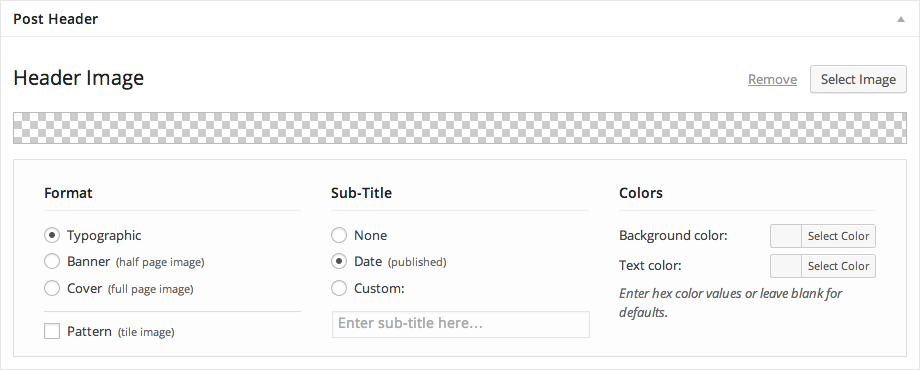 Post Header
Header Image
Remove
Select Image
Format
Typographic
Banner (half page image)
Cover (full page image)
Pattern (tile image)
Sub-Title
None
Date (published)
Custom:
Enter sub-title here...
Colors
Background color:
Select Color
Text color:
Select Color
Enter hex color values or leave blank for
defaults.